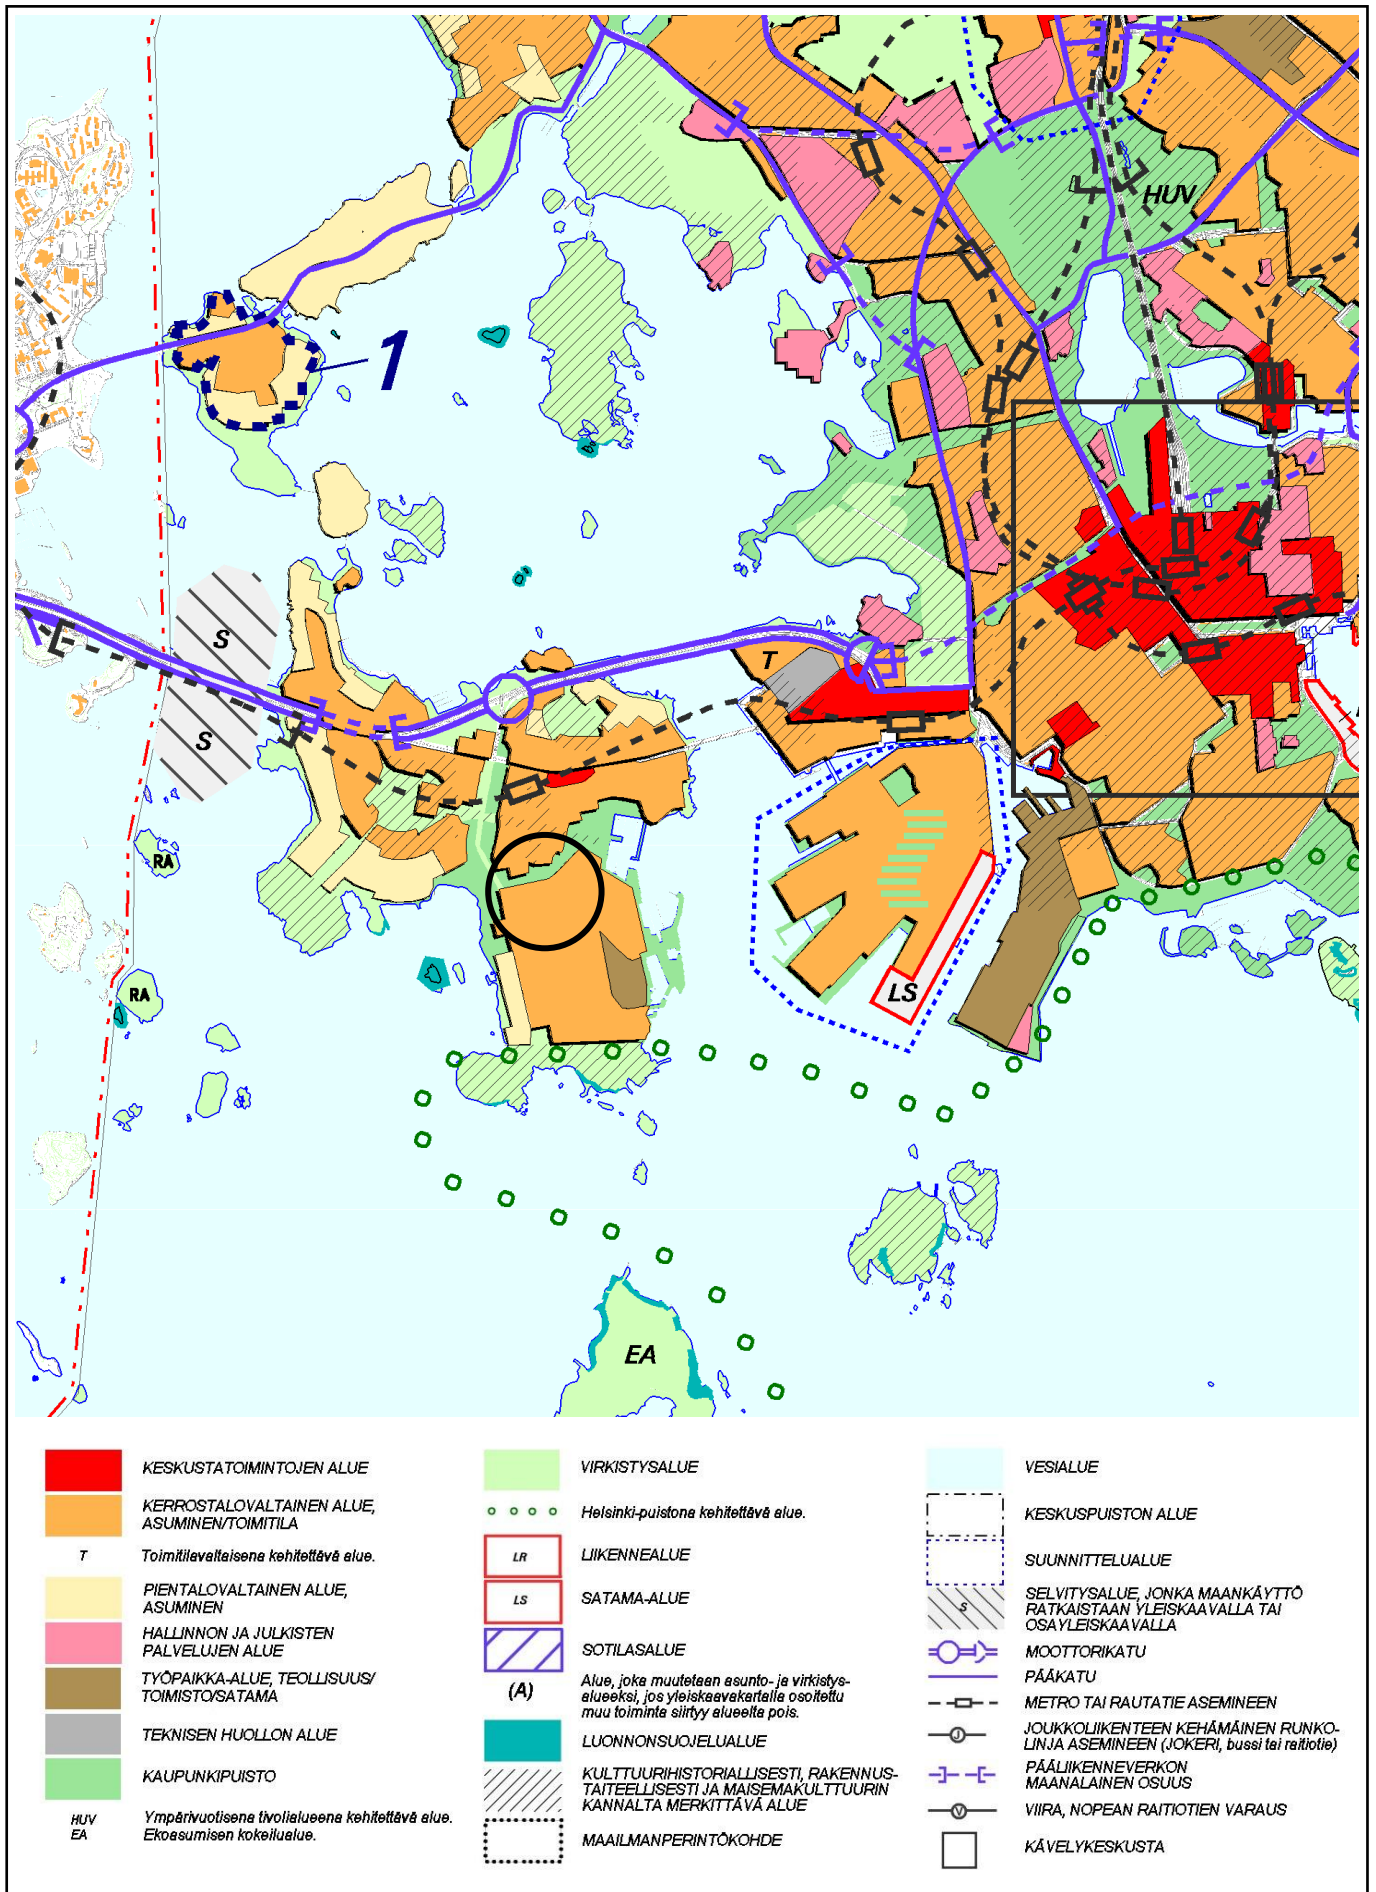 HUV
1
T
S
S
RA
RA
LS
EA
KESKUSTATOIMINTOJEN ALUE
KERROSTALOVALTAINEN ALUE,
ASUMINEN/TOIMITILA
T Toimitilavaltaisena kehitettävä alue.
PIENTALOVALTAINEN ALUE,
ASUMINEN
HALLINNON JA JULKISTEN
PALVELUJEN ALUE
TYÖPAIKKA-ALUE, TEOLLISUUS/
TOIMISTO/SATAMA
TEKNISEN HUOLLON ALUE
KAUPUNKIPUISTO
HUV Ympärivuotisena tivolialueena kehitettävä alue.
EA Ekoasumisen kokeilualue.
VIRKISTYSALUE
Helsinki-puistona kehitettävä alue.
LR LIIKENNEALUE
LS SATAMA-ALUE
SOTILASALUE
(A) Alue, joka muutetaan asunto- ja virkistys-
alueeksi, jos yleiskaavakartalla osoitettu
muu toiminta siirtyy alueelta pois.
LUONNONSUOJELUALUE
KULTTUURIHISTORIALLISESTI, RAKENNUS-
TAITEELLISESTI JA MAISEMAKULTTUURIN
KANNALTA MERKITTÄVÄ ALUE
MAAILMANPERINTÖKOHDE
VESIALUE
KESKUSPUISTON ALUE
SUUNNITTELUALUE
S SELVITYSALUE, JONKA MAANKÄYTTÖ
RATKAISTAAN YLEISKAAVALLA TAI
OSAYLEISKAAVALLA
MOOTTORIKATU
PÄÄKATU
METRO TAI RAUTATIE ASEMINEEN
J JOUKKOLIIKENTEEN KEHÄMÄINEN RUNKO-
LINJA ASEMINEEN (JOKERI, bussi tai raitiotie)
PÄÄLIIKENNEVERKON
MAANALAINEN OSUUS
V VIIRA, NOPEAN RAITIOTIEN VARAUS
KÄVELYKESKUSTA